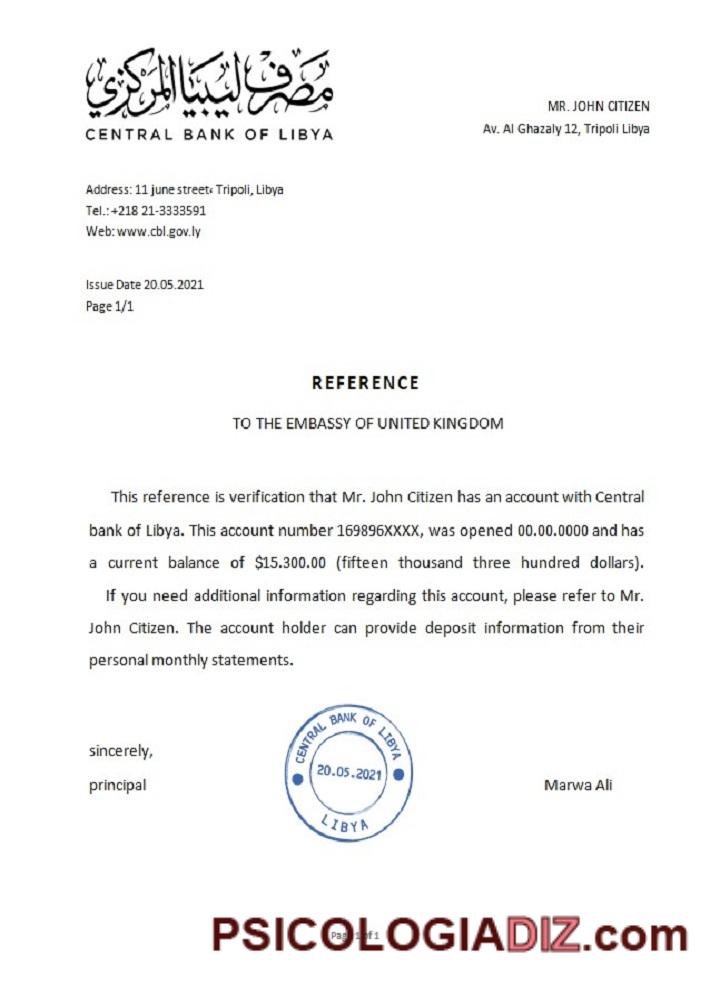 مصرف ليبيا المركزي
CENTRAL BANK OF LIBYA
MR. JOHN CITIZEN
Av. Al Ghazaly 12, Tripoli Libya
Address: 11 june street، Tripoli, Libya
Tel.: +218 21-3333591
Web: www.cbl.gov.ly
Issue Date 20.05.2021
Page 1/1
REFERENCE
TO THE EMBASSY OF UNITED KINGDOM
This reference is verification that Mr. John Citizen has an account with Central
bank of Libya. This account number 169896XXXX, was opened 00.00.0000 and has
a current balance of $15.300.00 (fifteen thousand three hundred dollars).
If you need additional information regarding this account, please refer to Mr.
John Citizen. The account holder can provide deposit information from their
personal monthly statements.
sincerely,
principal
CENTRAL BANK OF LIBYA
20.05.2021
LIBYA
Marwa Ali
Page 1 of 1
PSICOLOGIADIZ.com